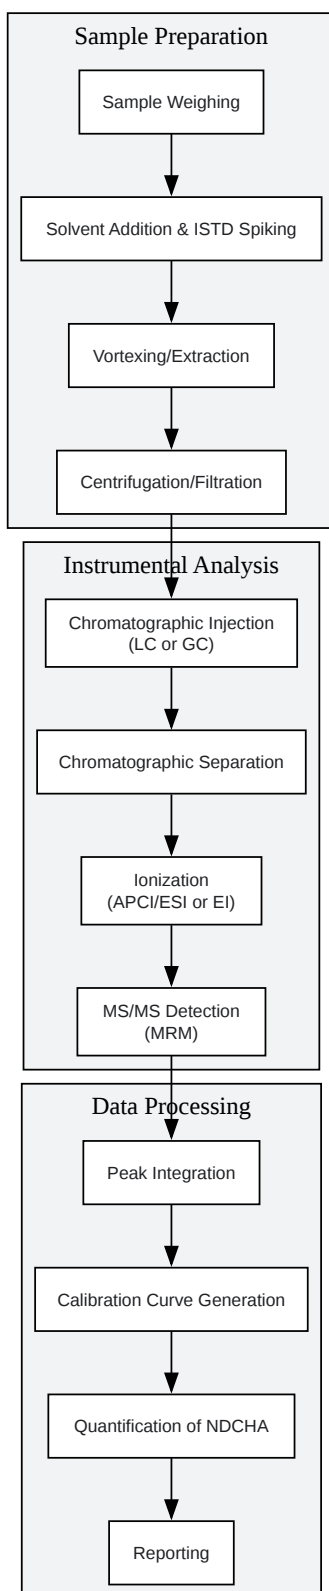 Sample Preparation
Sample Weighing
Solvent Addition & ISTD Spiking
Vortexing/Extraction
Centrifugation/Filtration
Instrumental Analysis
Chromatographic Injection
(LC or GC)
Chromatographic Separation
Ionization
(APCI/ESI or EI)
MS/MS Detection
(MRM)
Data Processing
Peak Integration
Calibration Curve Generation
Quantification of NDCHA
Reporting